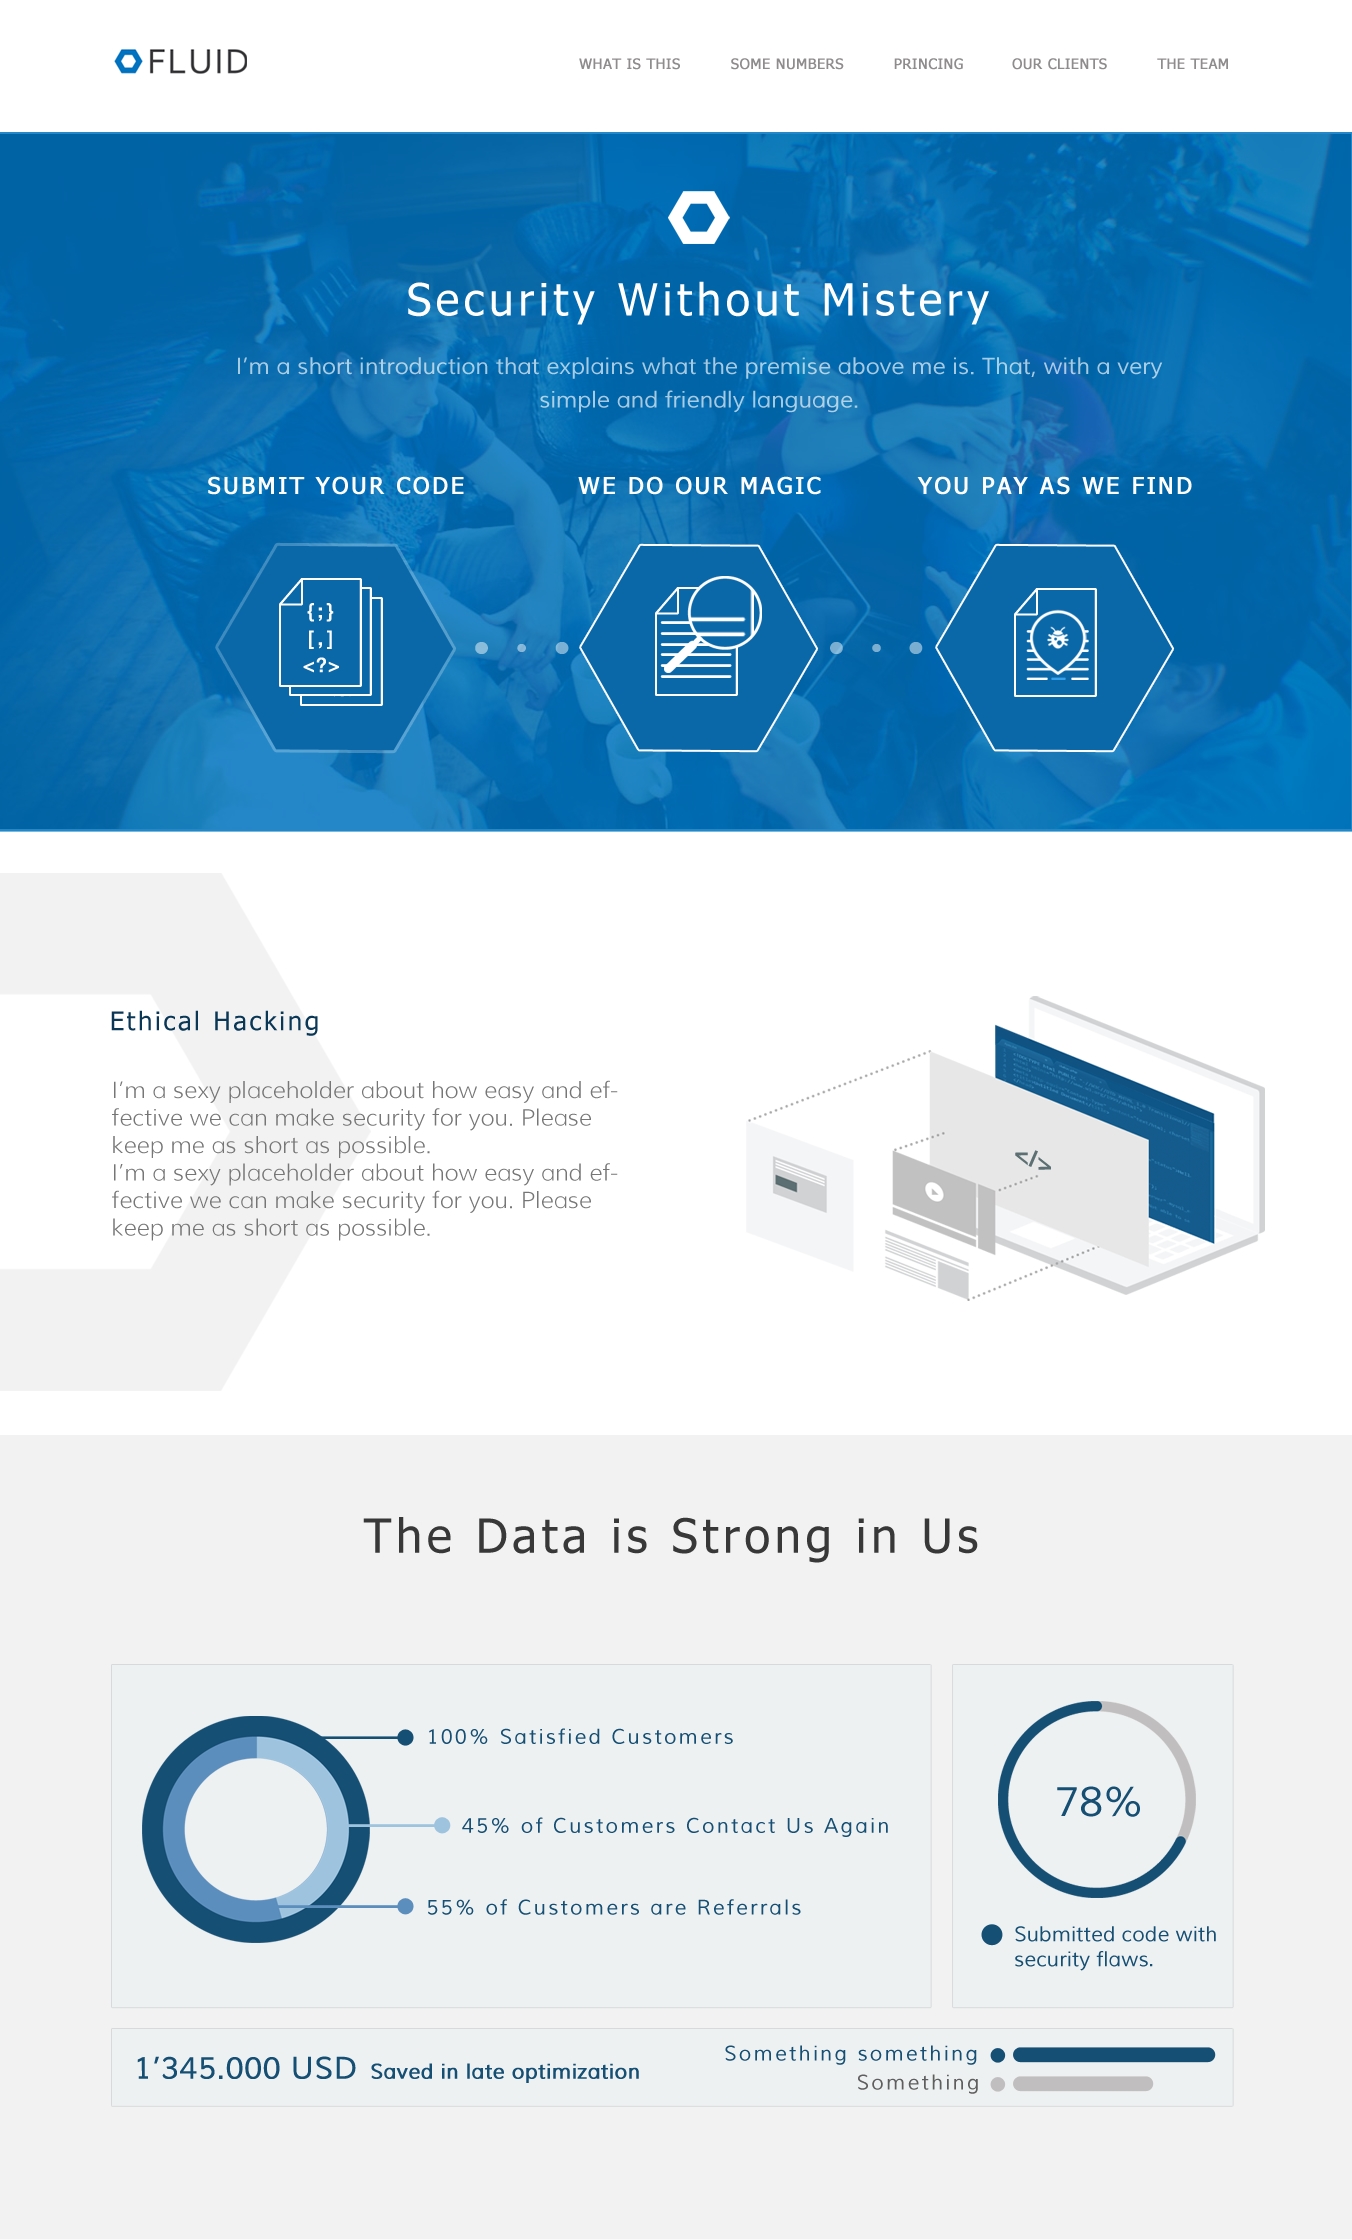 FLUID
WHAT IS THIS SOME NUMBERS PRINCING OUR CLIENTS THE TEAM
Security Without Mistery
I'm a short introduction that explains what the premise above me is. That, with a very
simple and friendly language.
SUBMIT YOUR CODE WE DO OUR MAGIC YOU PAY AS WE FIND
{;}
[,]
<?>
Ethical Hacking
I'm a sexy placeholder about how easy and ef-
fective we can make security for you. Please
keep me as short as possible.
I'm a sexy placeholder about how easy and ef-
fective we can make security for you. Please
keep me as short as possible.
</>
The Data is Strong in Us
100% Satisfied Customers
45% of Customers Contact Us Again
55% of Customers are Referrals
78%
Submitted code with
security flaws.
1'345.000 USD Saved in late optimization
Something something
Something